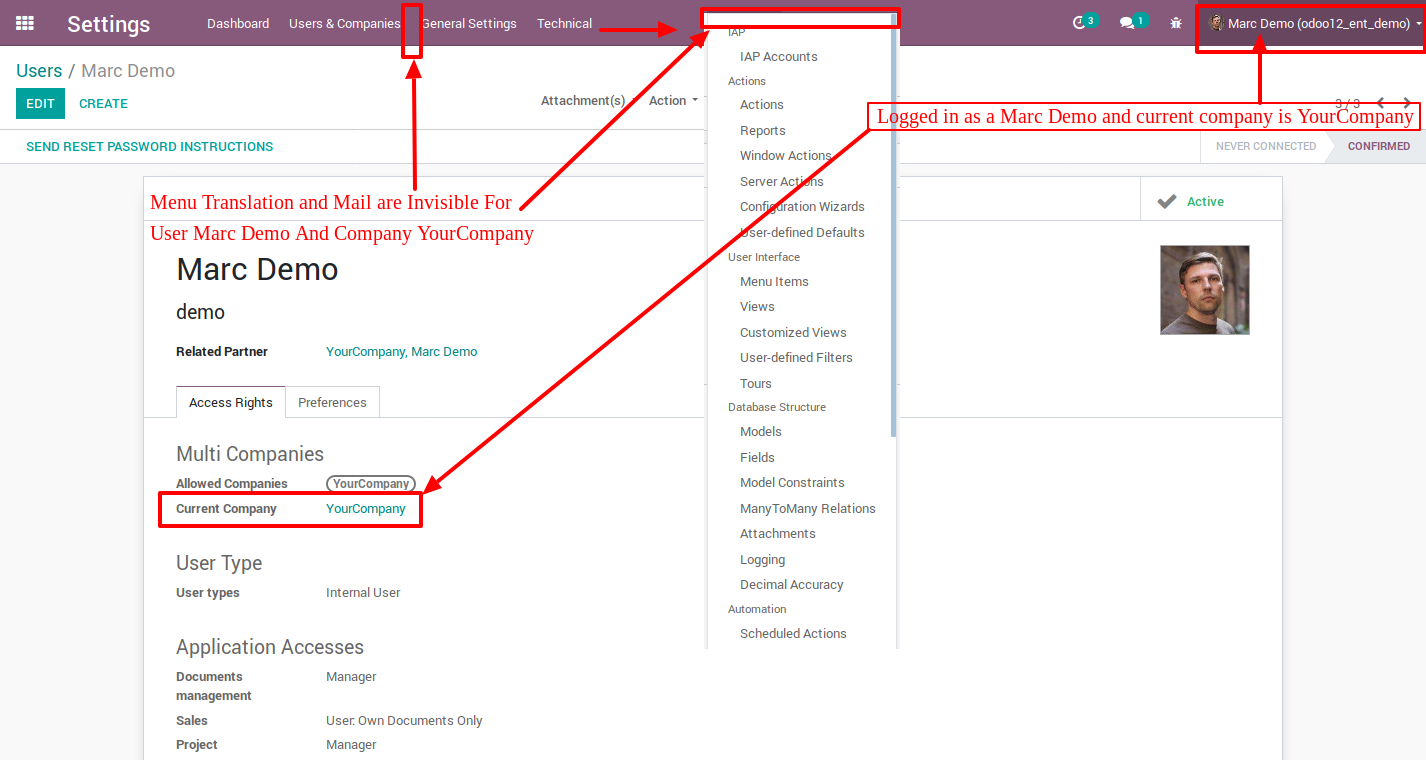 Settings Dashboard Users & Companies General Settings Technical 3 1 Marc Demo (odoo12_ent_demo)
Users / Marc Demo
EDIT CREATE Attachment(s) Action 3 / 3
SEND RESET PASSWORD INSTRUCTIONS NEVER CONNECTED CONFIRMED
Logged in as a Marc Demo and current company is YourCompany
Menu Translation and Mail are Invisible For
User Marc Demo And Company YourCompany
Active
Marc Demo
demo
Related Partner YourCompany, Marc Demo
Access Rights Preferences
Multi Companies
Allowed Companies YourCompany
Current Company YourCompany
User Type
User types Internal User
Application Accesses
Documents Manager
management
Sales User: Own Documents Only
Project Manager
IAP
IAP Accounts
Actions
Actions
Reports
Window Actions
Server Actions
Configuration Wizards
User-defined Defaults
User Interface
Menu Items
Views
Customized Views
User-defined Filters
Tours
Database Structure
Models
Fields
Model Constraints
ManyToMany Relations
Attachments
Logging
Decimal Accuracy
Automation
Scheduled Actions